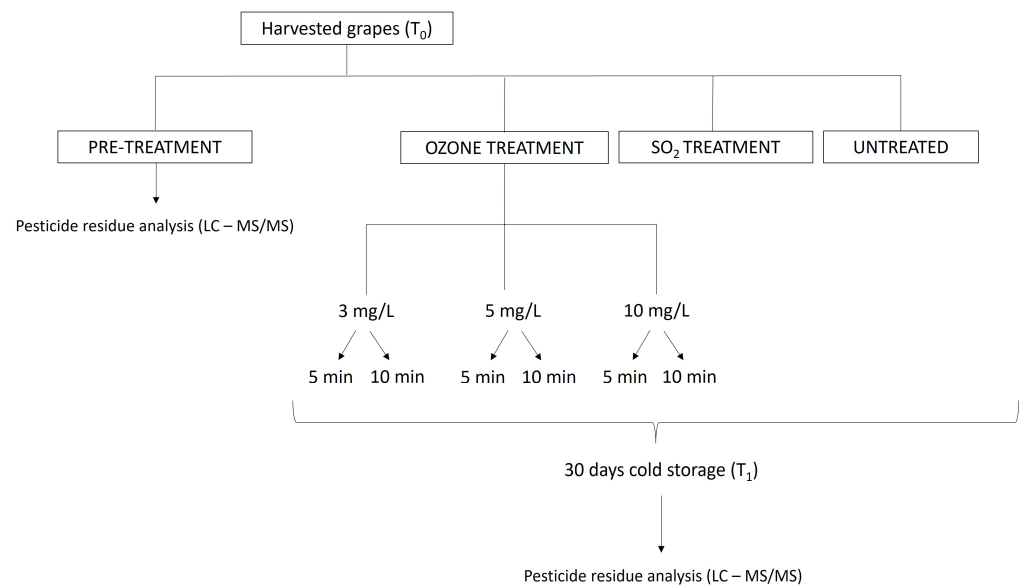 Harvested grapes (T₀)
PRE-TREATMENT
OZONE TREATMENT
SO₂ TREATMENT
UNTREATED
Pesticide residue analysis (LC – MS/MS)
3 mg/L
5 mg/L
10 mg/L
5 min
10 min
5 min
10 min
5 min
10 min
30 days cold storage (T₁)
Pesticide residue analysis (LC – MS/MS)